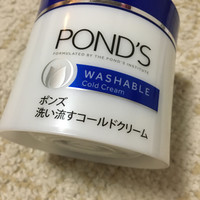 POND'S
FORMULATED BY THE POND'S INSTITUTE
WASHABLE
Cold Cream
ポンズ
洗い流すコールドクリーム